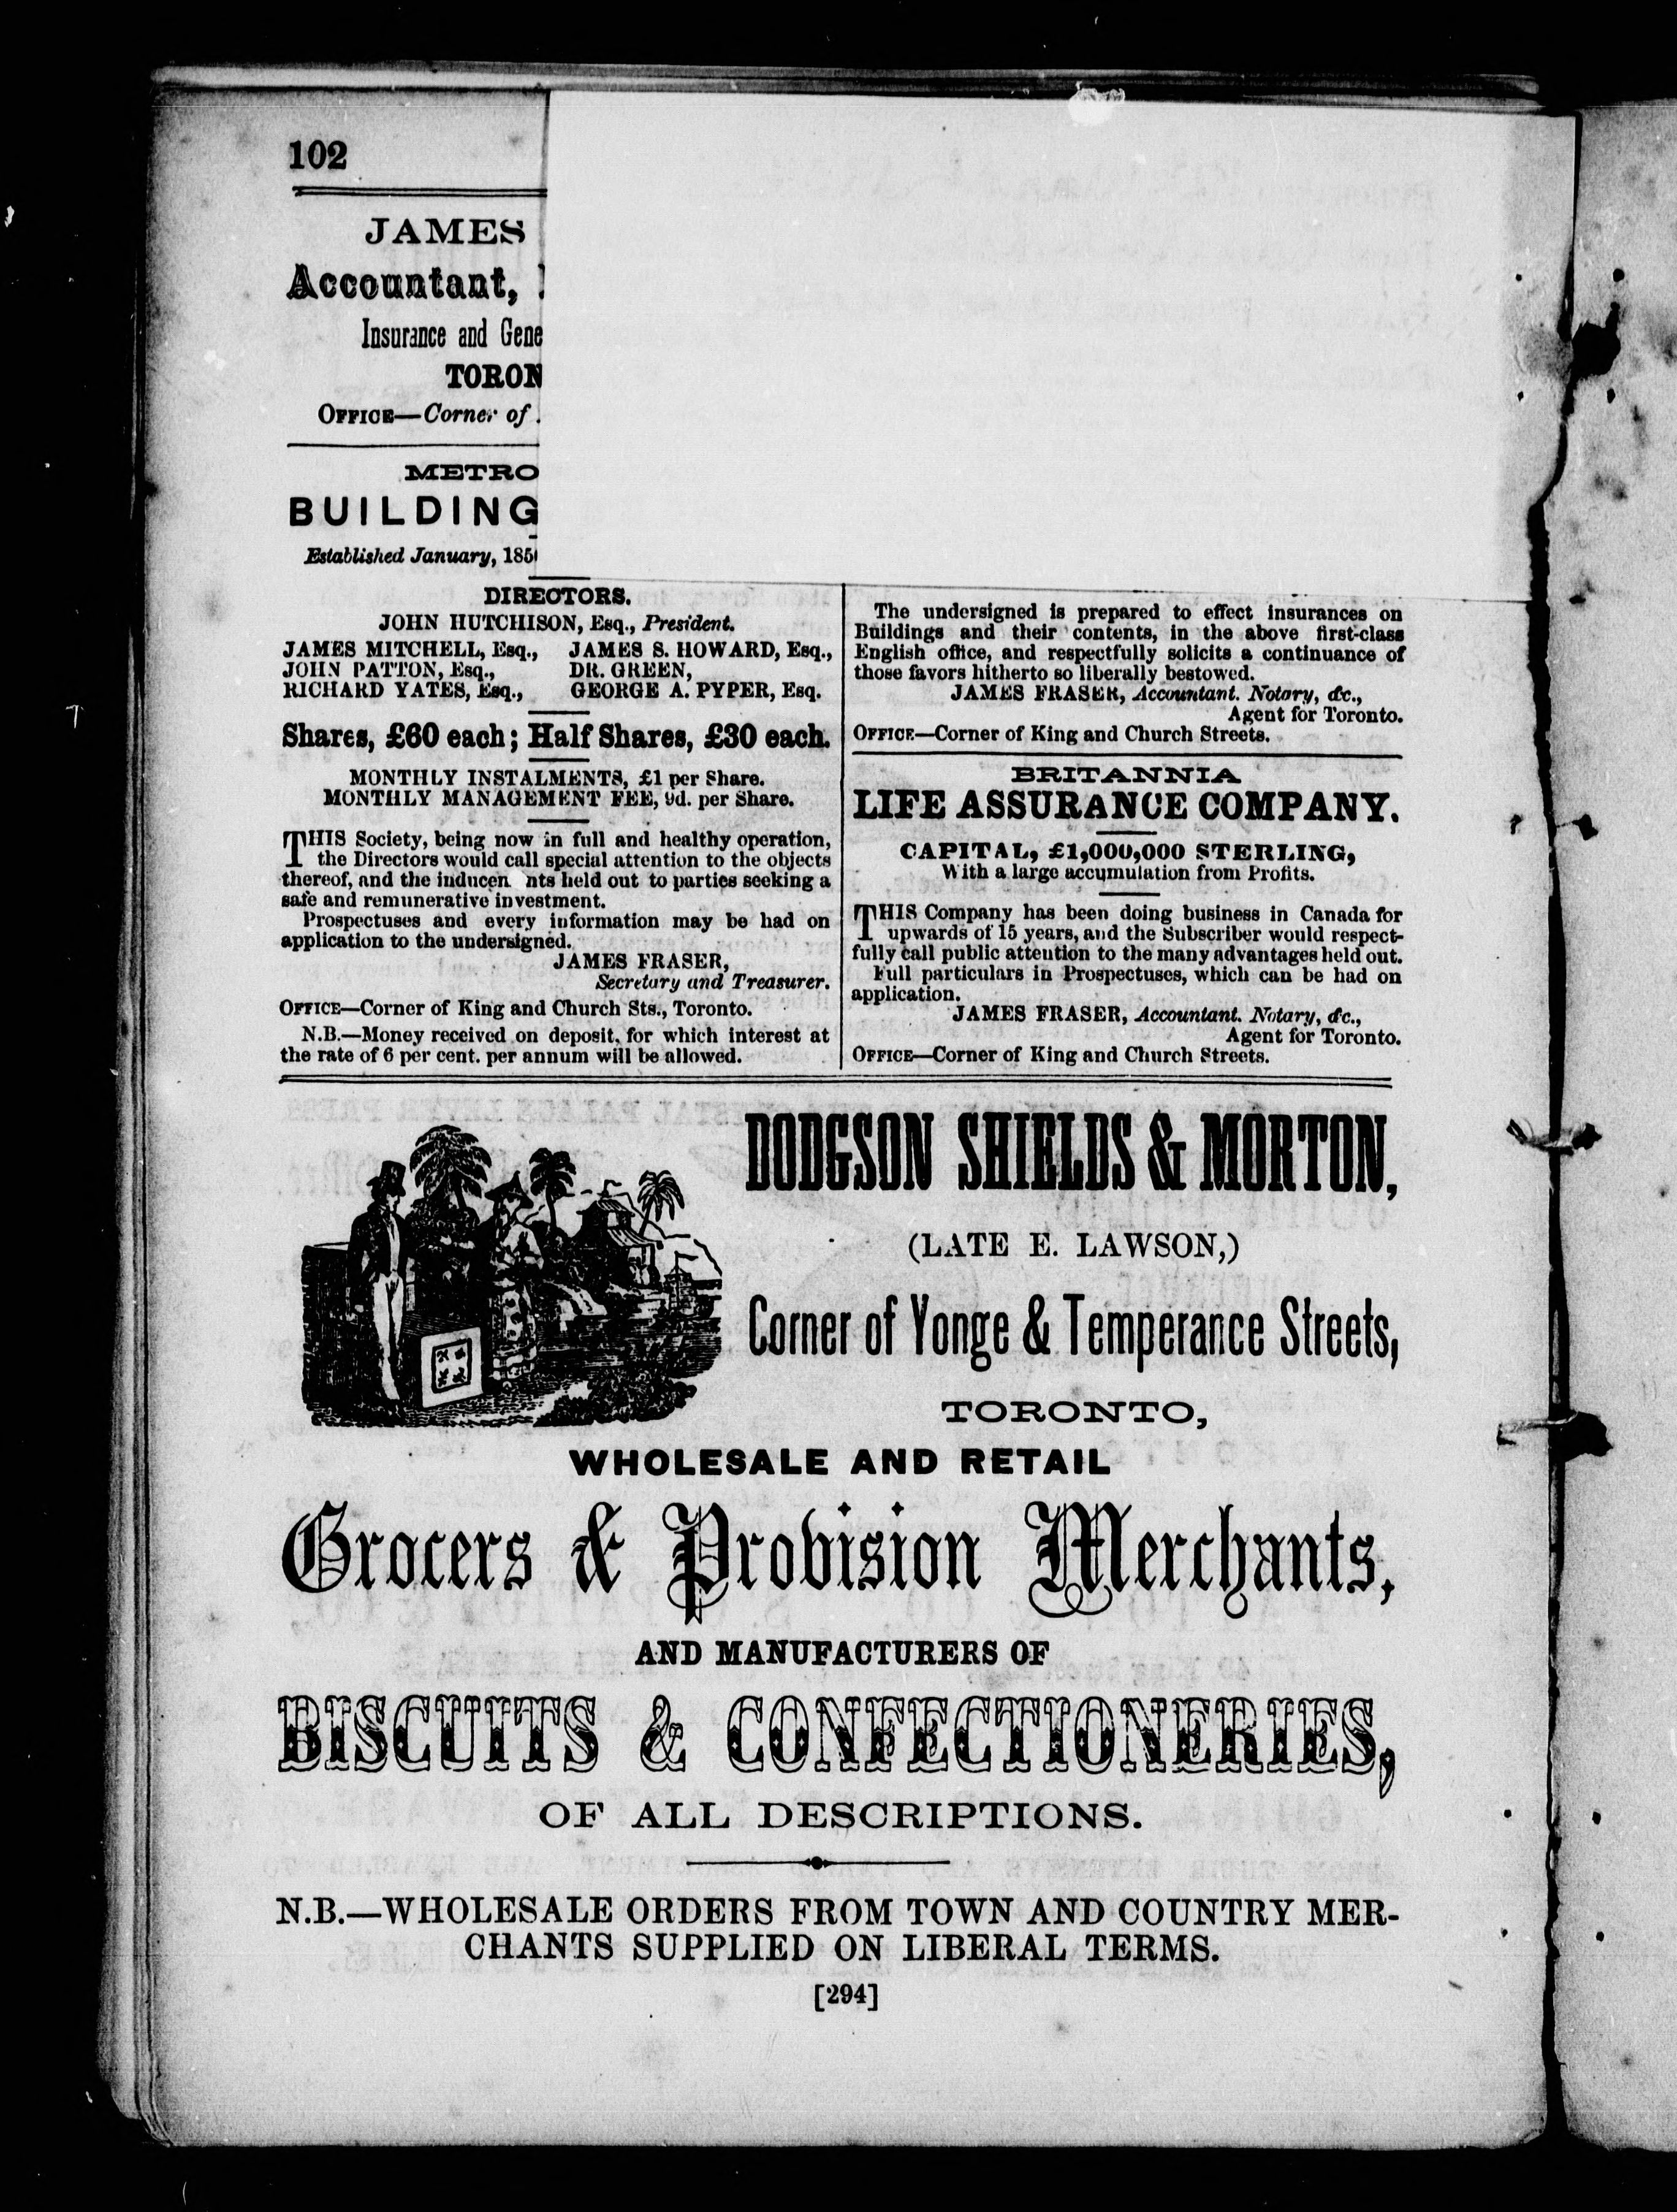 102
JAMES
Accountant,
Insurance and Gene
TORON
OFFICE—Corner of
METRO
BUILDING
Established January, 185
DIRECTORS.
JOHN HUTCHISON, Esq., President.
JAMES MITCHELL, Esq., JAMES S. HOWARD, Esq.,
JOHN PATTON, Esq., DR. GREEN,
RICHARD YATES, Esq., GEORGE A. PYPER, Esq.
Shares, £60 each; Half Shares, £30 each.
MONTHLY INSTALMENTS, £1 per Share.
MONTHLY MANAGEMENT FEE, 9d. per Share.
THIS Society, being now in full and healthy operation,
the Directors would call special attention to the objects
thereof, and the inducen nts held out to parties seeking a
safe and remunerative investment.
Prospectuses and every information may be had on
application to the undersigned.
JAMES FRASER,
Secretary and Treasurer.
OFFICE—Corner of King and Church Sts., Toronto.
N.B.—Money received on deposit, for which interest at
the rate of 6 per cent. per annum will be allowed.
The undersigned is prepared to effect insurances on
Buildings and their contents, in the above first-class
English office, and respectfully solicits a continuance of
those favors hitherto so liberally bestowed.
JAMES FRASER, Accountant. Notary, &c.,
Agent for Toronto.
OFFICE—Corner of King and Church Streets.
BRITANNIA
LIFE ASSURANCE COMPANY.
CAPITAL, £1,000,000 STERLING,
With a large accumulation from Profits.
THIS Company has been doing business in Canada for
upwards of 15 years, and the Subscriber would respect-
fully call public attention to the many advantages held out.
Full particulars in Prospectuses, which can be had on
application.
JAMES FRASER, Accountant. Notary, &c.,
Agent for Toronto.
OFFICE—Corner of King and Church Streets.
DODGSON SHIELDS & MORTON,
(LATE E. LAWSON,)
Corner of Yonge & Temperance Streets,
TORONTO,
WHOLESALE AND RETAIL
Grocers & Provision Merchants,
AND MANUFACTURERS OF
BISCUITS & CONFECTIONERIES,
OF ALL DESCRIPTIONS.
N.B.—WHOLESALE ORDERS FROM TOWN AND COUNTRY MER-
CHANTS SUPPLIED ON LIBERAL TERMS.
[294]